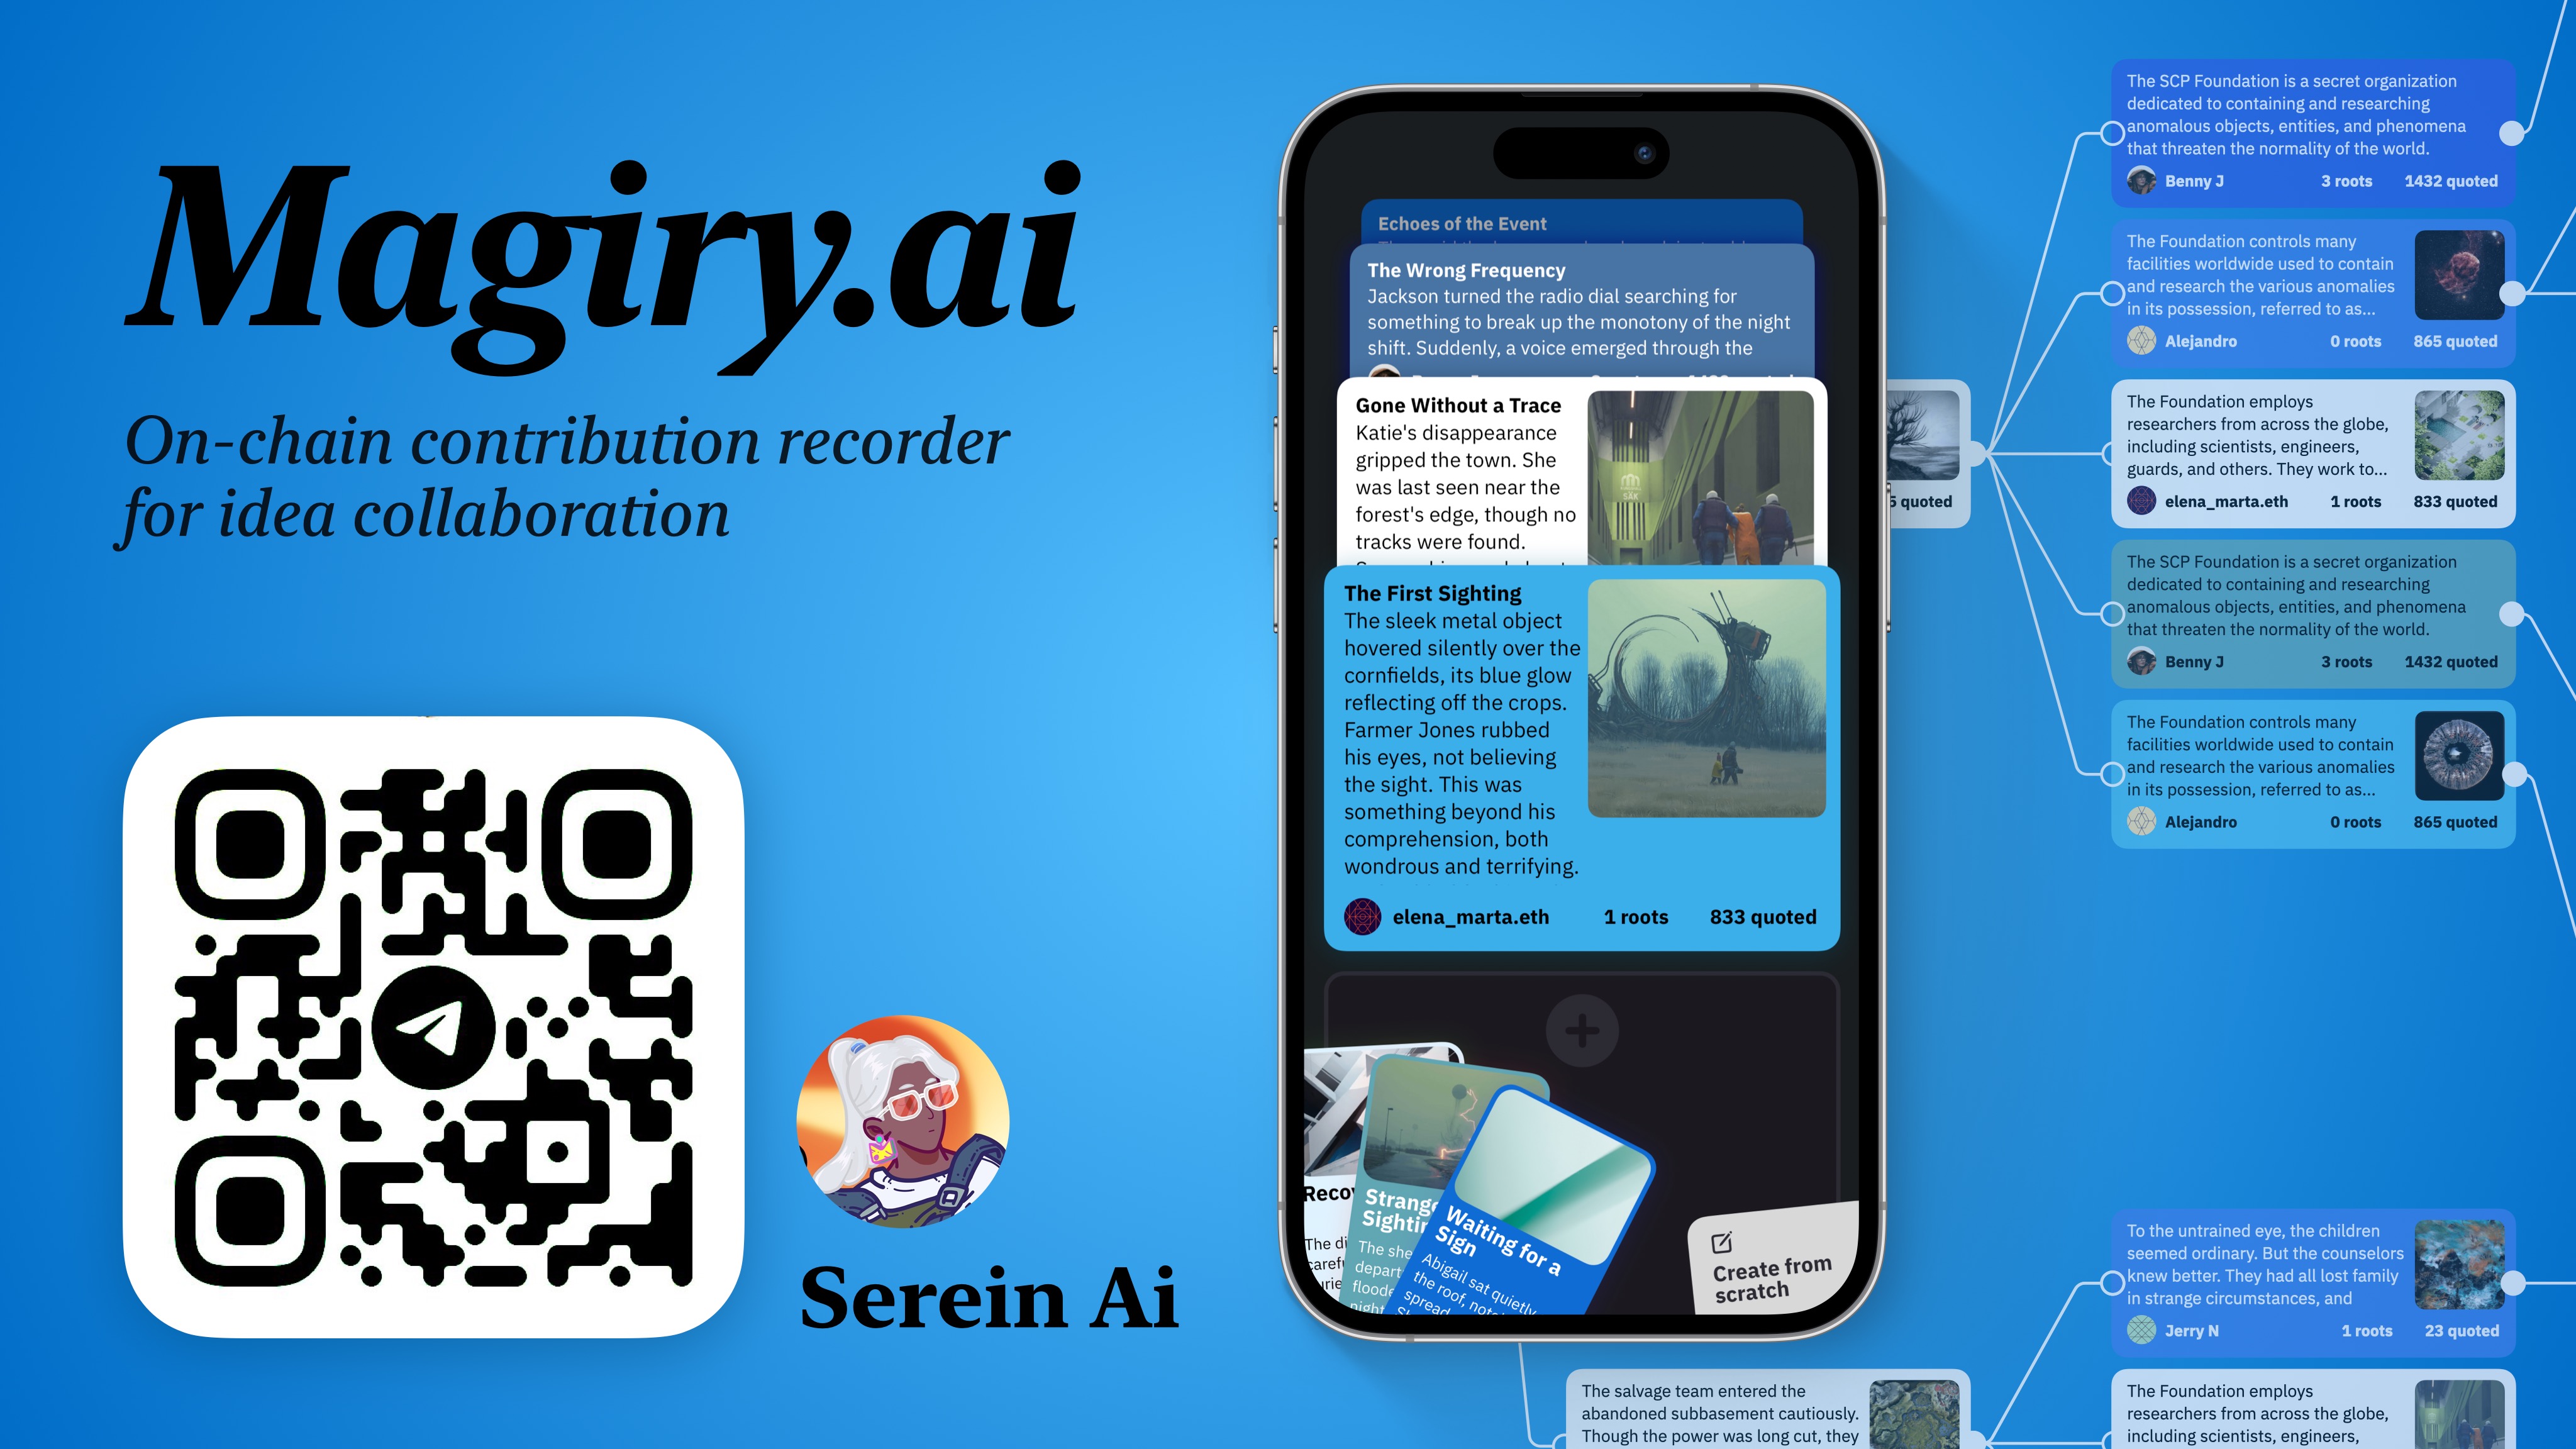 Magiry.ai
On-chain contribution recorder
for idea collaboration
Serein Ai
Echoes of the Event
The Wrong Frequency
Jackson turned the radio dial searching for
something to break up the monotony of the night
shift. Suddenly, a voice emerged through the
Gone Without a Trace
Katie's disappearance
gripped the town. She
was last seen near the
forest's edge, though no
tracks were found.
SÄK
The First Sighting
The sleek metal object
hovered silently over the
cornfields, its blue glow
reflecting off the crops.
Farmer Jones rubbed
his eyes, not believing
the sight. This was
something beyond his
comprehension, both
wondrous and terrifying.
elena_marta.eth 1 roots 833 quoted
Waiting for a
Sign
Abigail sat quietly
the roof,
Create from
scratch
quoted
The SCP Foundation is a secret organization
dedicated to containing and researching
anomalous objects, entities, and phenomena
that threaten the normality of the world.
Benny J 3 roots 1432 quoted
The Foundation controls many
facilities worldwide used to contain
and research the various anomalies
in its possession, referred to as...
Alejandro 0 roots 865 quoted
The Foundation employs
researchers from across the globe,
including scientists, engineers,
guards, and others. They work to...
elena_marta.eth 1 roots 833 quoted
The SCP Foundation is a secret organization
dedicated to containing and researching
anomalous objects, entities, and phenomena
that threaten the normality of the world.
Benny J 3 roots 1432 quoted
The Foundation controls many
facilities worldwide used to contain
and research the various anomalies
in its possession, referred to as...
Alejandro 0 roots 865 quoted
To the untrained eye, the children
seemed ordinary. But the counselors
knew better. They had all lost family
in strange circumstances, and
Jerry N 1 roots 23 quoted
The salvage team entered the
abandoned subbasement cautiously.
Though the power was long cut, they
The Foundation employs
researchers from across the globe,
including scientists, engineers,